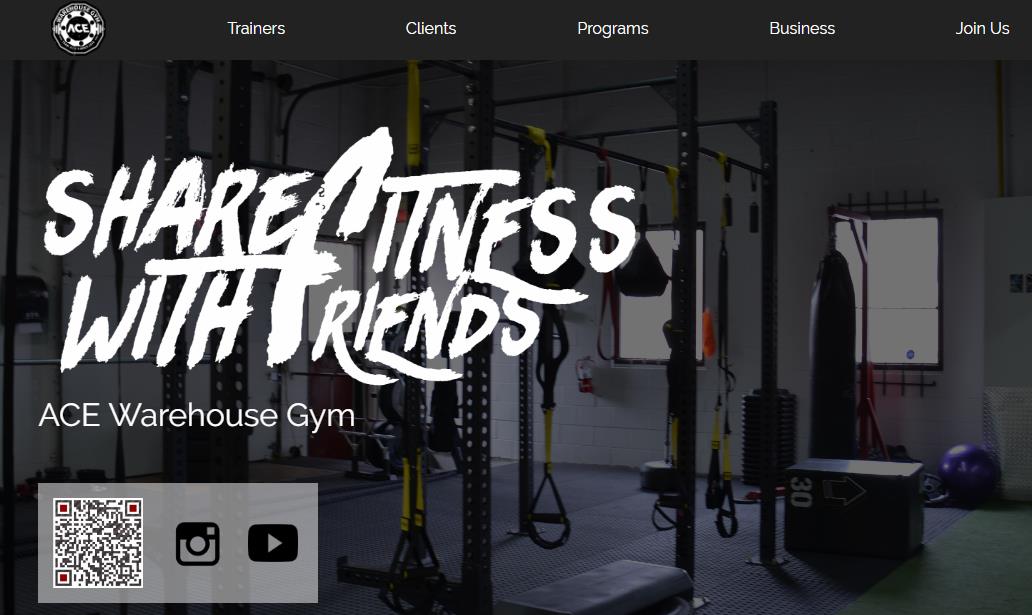 WAREHOUSE GYM
ACE
Trainers
Clients
Programs
Business
Join Us
SHARE FITNESS
WITH FRIENDS
ACE Warehouse Gym
30